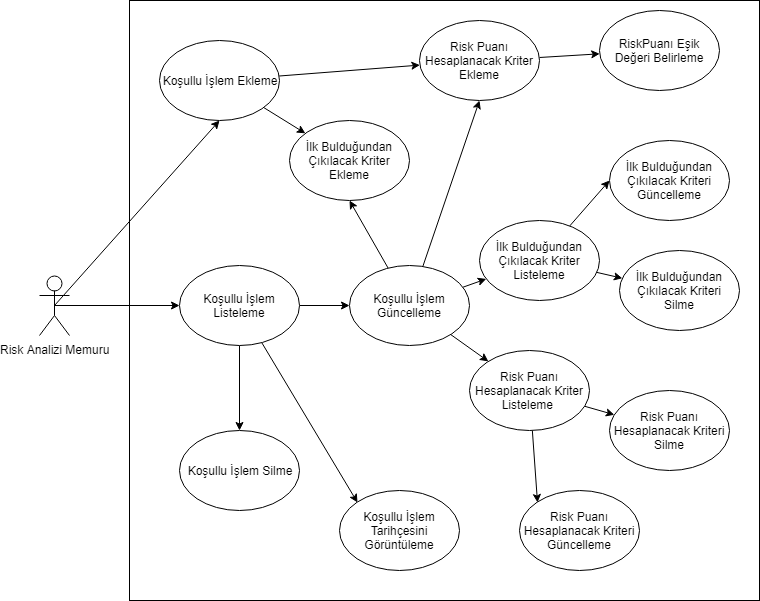 Risk Puanı
Hesaplanacak Kriter
Ekleme
RiskPuanı Eşik
Değeri Belirleme
Koşullu İşlem Ekleme
İlk Bulduğundan
Çıkılacak Kriter
Ekleme
İlk Bulduğundan
Çıkılacak Kriteri
Güncelleme
İlk Bulduğundan
Çıkılacak Kriter
Listeleme
İlk Bulduğundan
Çıkılacak Kriteri
Silme
Koşullu İşlem
Listeleme
Koşullu İşlem
Güncelleme
Risk Analizi Memuru
Risk Puanı
Hesaplanacak Kriter
Listeleme
Risk Puanı
Hesaplanacak Kriteri
Silme
Koşullu İşlem Silme
Koşullu İşlem
Tarihçesini
Görüntüleme
Risk Puanı
Hesaplanacak Kriteri
Güncelleme